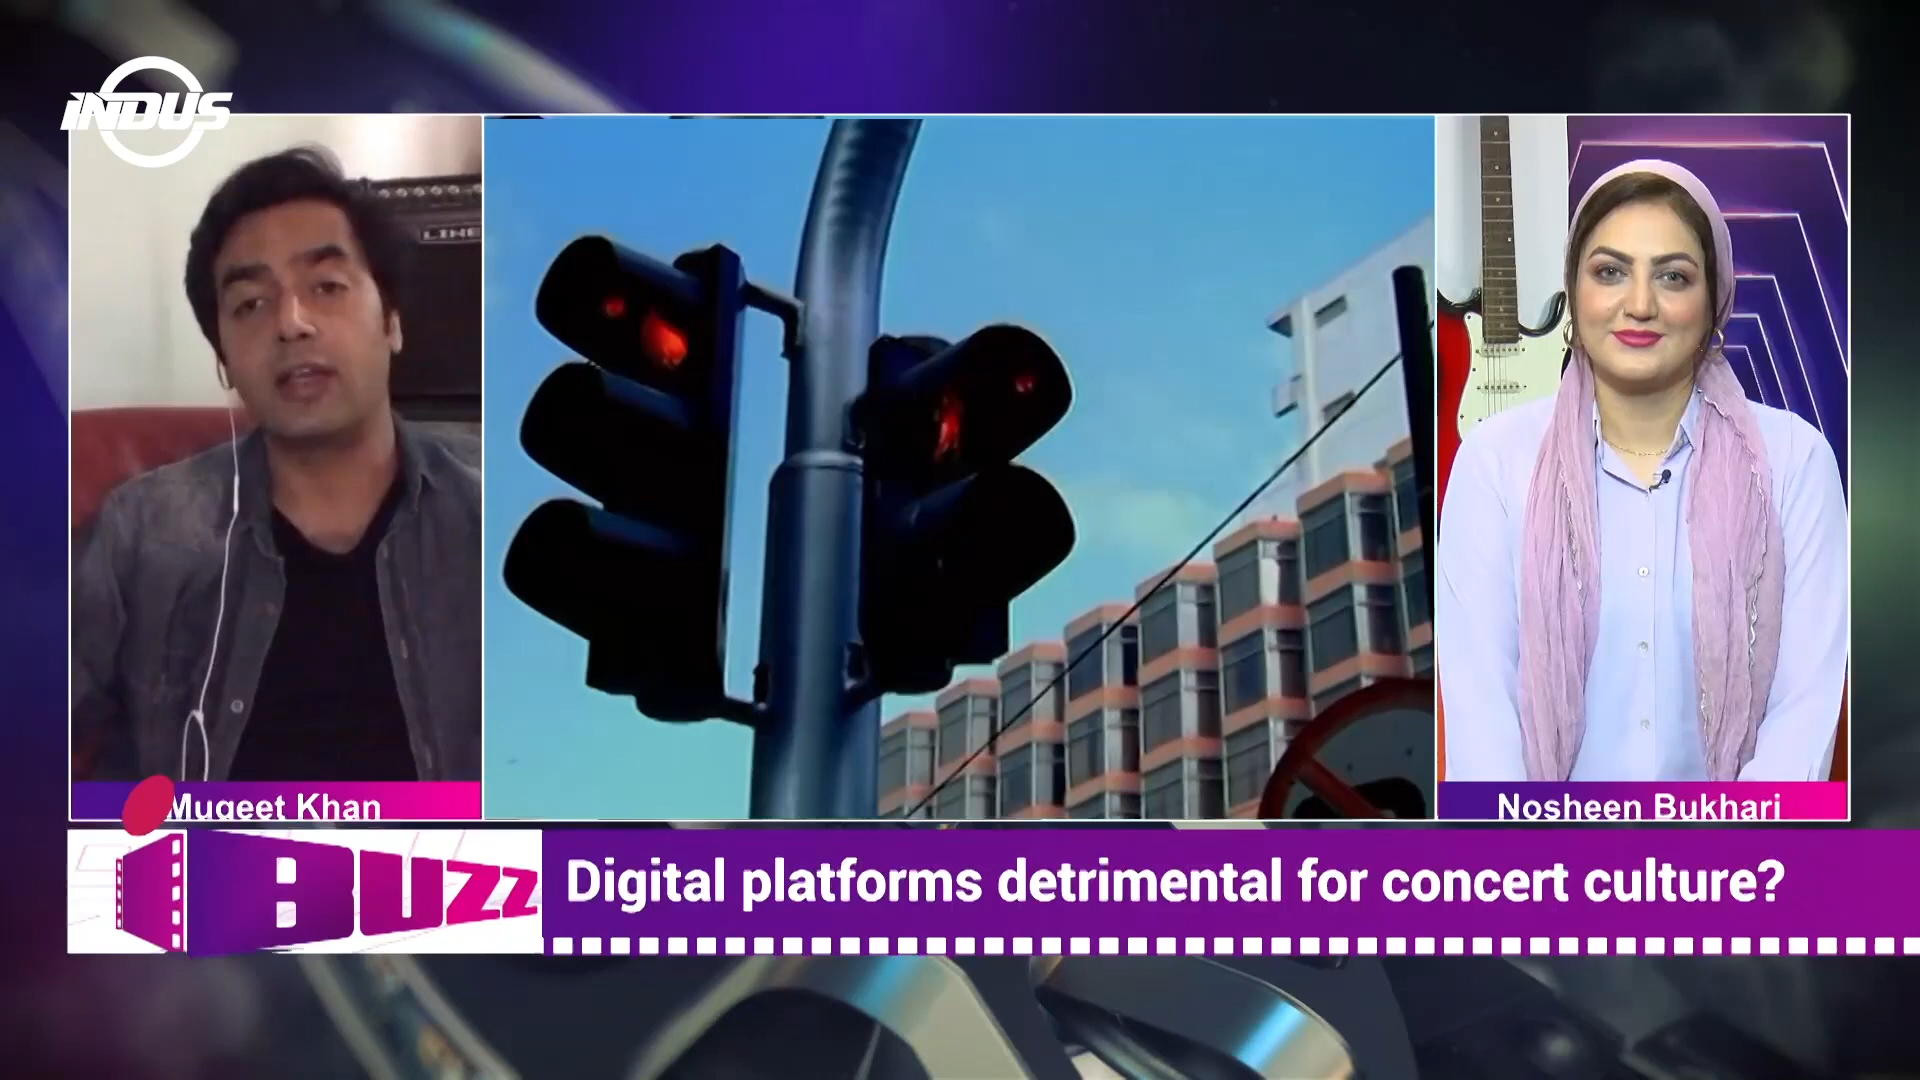 INDUS
LINE
Muqeet Khan
Nosheen Bukhari
BUZZ
Digital platforms detrimental for concert culture?